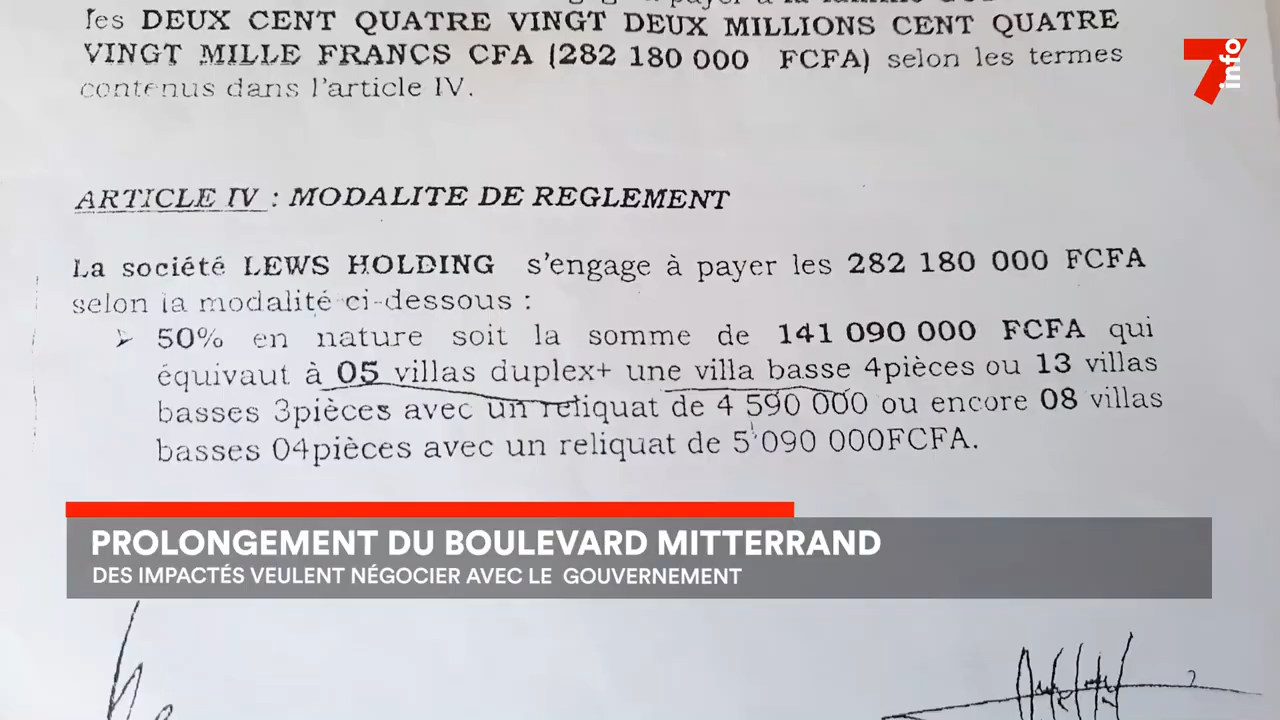 les DEUX CENT QUATRE VINGT DEUX MILLIONS CENT QUATRE
VINGT MILLE FRANCS CFA (282 180 000 FCFA) selon les termes
contenus dans l'article IV.
7info
ARTICLE IV : MODALITE DE REGLEMENT
La société LEWS HOLDING s'engage à payer les 282 180 000 FCFA
selon la modalité ci-dessous :
➢ 50% en nature soit la somme de 141 090 000 FCFA qui
équivaut à 05 villas duplex+ une villa basse 4pièces ou 13 villas
basses 3pièces avec un reliquat de 4 590 000 ou encore 08 villas
basses 04pièces avec un reliquat de 5 090 000FCFA.
PROLONGEMENT DU BOULEVARD MITTERRAND
DES IMPACTÉS VEULENT NÉGOCIER AVEC LE GOUVERNEMENT